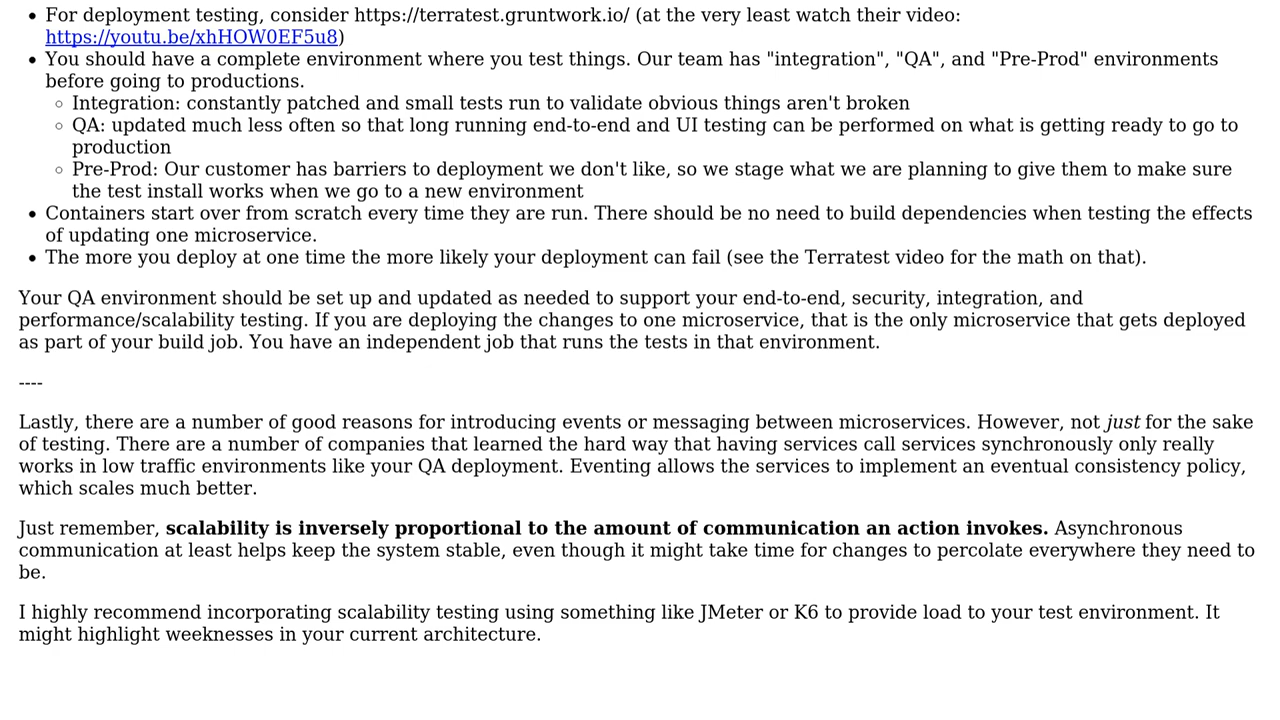 For deployment testing, consider https://terratest.gruntwork.io/ (at the very least watch their video:
https://youtu.be/xhHOW0EF5u8)
You should have a complete environment where you test things. Our team has "integration", "QA", and "Pre-Prod" environments
before going to productions.
Integration: constantly patched and small tests run to validate obvious things aren't broken
QA: updated much less often so that long running end-to-end and UI testing can be performed on what is getting ready to go to
production
Pre-Prod: Our customer has barriers to deployment we don't like, so we stage what we are planning to give them to make sure
the test install works when we go to a new environment
Containers start over from scratch every time they are run. There should be no need to build dependencies when testing the effects
of updating one microservice.
The more you deploy at one time the more likely your deployment can fail (see the Terratest video for the math on that).
Your QA environment should be set up and updated as needed to support your end-to-end, security, integration, and
performance/scalability testing. If you are deploying the changes to one microservice, that is the only microservice that gets deployed
as part of your build job. You have an independent job that runs the tests in that environment.
----
Lastly, there are a number of good reasons for introducing events or messaging between microservices. However, not just for the sake
of testing. There are a number of companies that learned the hard way that having services call services synchronously only really
works in low traffic environments like your QA deployment. Eventing allows the services to implement an eventual consistency policy,
which scales much better.
Just remember, scalability is inversely proportional to the amount of communication an action invokes. Asynchronous
communication at least helps keep the system stable, even though it might take time for changes to percolate everywhere they need to
be.
I highly recommend incorporating scalability testing using something like JMeter or K6 to provide load to your test environment. It
might highlight weeknesses in your current architecture.